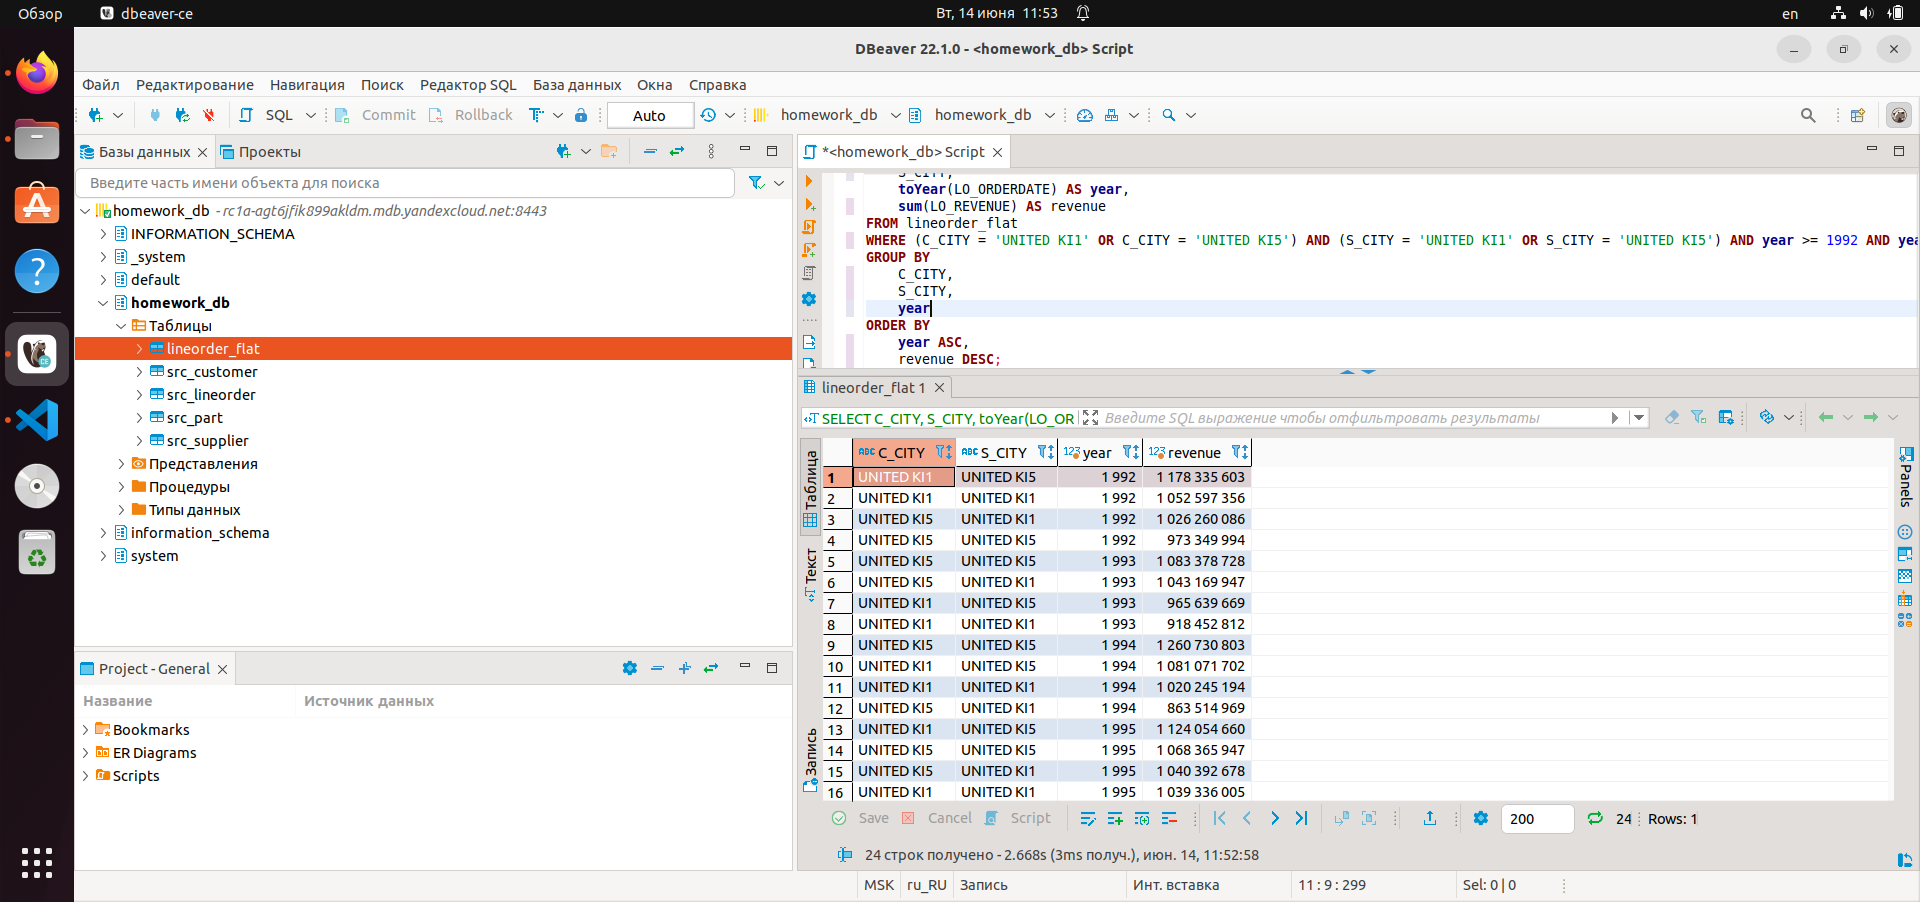 Обзор
dbeaver-ce
Вт, 14 июня 11:53
en
DBeaver 22.1.0 - <homework_db> Script
Файл Редактирование Навигация Поиск Редактор SQL База данных Окна Справка
SQL Commit Rollback Auto homework_db homework_db
Базы данных Проекты
Введите часть имени объекта для поиска
homework_db - rc1a-agt6jfik899akldm.mdb.yandexcloud.net:8443
INFORMATION_SCHEMA
_system
default
homework_db
Таблицы
lineorder_flat
src_customer
src_lineorder
src_part
src_supplier
Представления
Процедуры
Типы данных
information_schema
system
Project - General
Название Источник данных
Bookmarks
ER Diagrams
Scripts
*<homework_db> Script
S_CITY,
toYear(LO_ORDERDATE) AS year,
sum(LO_REVENUE) AS revenue
FROM lineorder_flat
WHERE (C_CITY = 'UNITED KI1' OR C_CITY = 'UNITED KI5') AND (S_CITY = 'UNITED KI1' OR S_CITY = 'UNITED KI5') AND year >= 1992 AND yea
GROUP BY
C_CITY,
S_CITY,
year
ORDER BY
year ASC,
revenue DESC;
lineorder_flat 1
SELECT C_CITY, S_CITY, toYear(LO_OR Введите SQL выражение чтобы отфильтровать результаты
Таблица
Текст
Запись
Panels
ABC C_CITY ABC S_CITY 123 year 123 revenue
1 UNITED KI1 UNITED KI5 1 992 1 178 335 603
2 UNITED KI1 UNITED KI1 1 992 1 052 597 356
3 UNITED KI5 UNITED KI1 1 992 1 026 260 086
4 UNITED KI5 UNITED KI5 1 992 973 349 994
5 UNITED KI5 UNITED KI5 1 993 1 083 378 728
6 UNITED KI5 UNITED KI1 1 993 1 043 169 947
7 UNITED KI1 UNITED KI5 1 993 965 639 669
8 UNITED KI1 UNITED KI1 1 993 918 452 812
9 UNITED KI5 UNITED KI5 1 994 1 260 730 803
10 UNITED KI1 UNITED KI5 1 994 1 081 071 702
11 UNITED KI1 UNITED KI1 1 994 1 020 245 194
12 UNITED KI5 UNITED KI1 1 994 863 514 969
13 UNITED KI1 UNITED KI5 1 995 1 124 054 660
14 UNITED KI5 UNITED KI5 1 995 1 068 365 947
15 UNITED KI5 UNITED KI1 1 995 1 040 392 678
16 UNITED KI1 UNITED KI1 1 995 1 039 336 005
Save Cancel Script 200 24 Rows: 1
24 строк получено - 2.668s (3ms получ.), июн. 14, 11:52:58
MSK ru_RU Запись Инт. вставка 11 : 9 : 299 Sel: 0 | 0